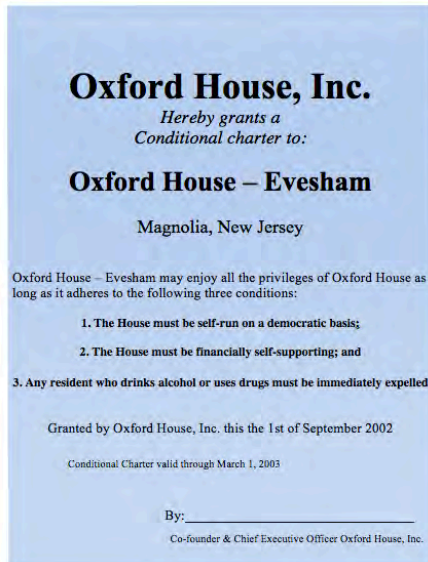 Oxford House, Inc.
Hereby grants a
Conditional charter to:
Oxford House – Evesham
Magnolia, New Jersey
Oxford House – Evesham may enjoy all the privileges of Oxford House as
long as it adheres to the following three conditions:
1. The House must be self-run on a democratic basis;
2. The House must be financially self-supporting; and
3. Any resident who drinks alcohol or uses drugs must be immediately expelled
Granted by Oxford House, Inc. this the 1st of September 2002
Conditional Charter valid through March 1, 2003
By:
Co-founder & Chief Executive Officer Oxford House, Inc.